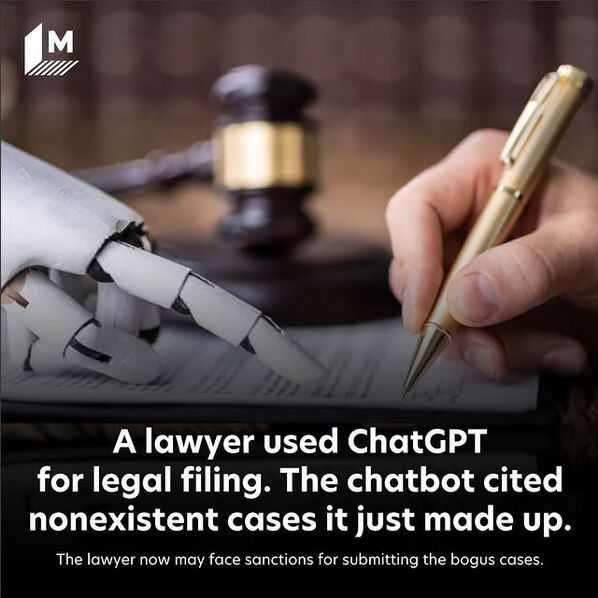 M
A lawyer used ChatGPT
for legal filing. The chatbot cited
nonexistent cases it just made up.
The lawyer now may face sanctions for submitting the bogus cases.